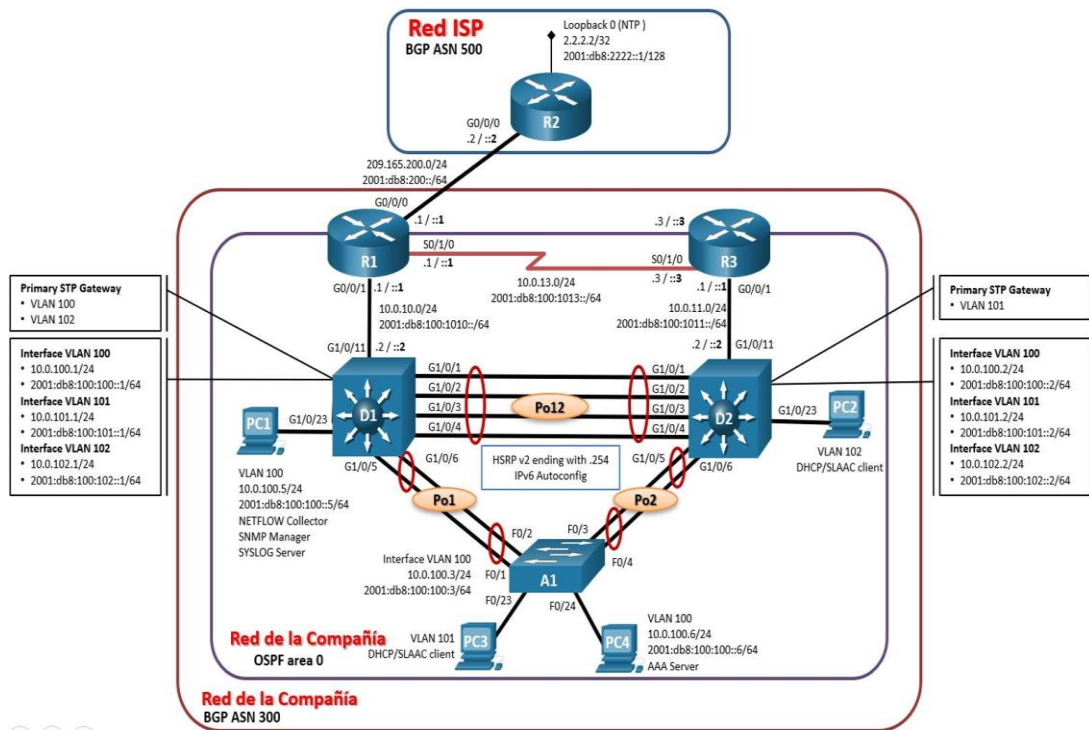 Red ISP
BGP ASN 500
Loopback 0 (NTP )
2.2.2.2/32
2001:db8:2222::1/128
G0/0/0
R2
.2 / ::2
209.165.200.0/24
2001:db8:200::/64
G0/0/0
.1 / ::1
.3 / ::3
R1
S0/1/0
.1 / ::1
S0/1/0
.3 / ::3
R3
10.0.13.0/24
2001:db8:100:1013::/64
G0/0/1
.1 / ::1
10.0.10.0/24
2001:db8:100:1010::/64
.1 / ::1
G0/0/1
10.0.11.0/24
2001:db8:100:1011::/64
G1/0/11
.2 / ::2
.2 / ::2
G1/0/11
Primary STP Gateway
• VLAN 100
• VLAN 102
Primary STP Gateway
• VLAN 101
Interface VLAN 100
• 10.0.100.1/24
• 2001:db8:100:100::1/64
Interface VLAN 101
• 10.0.101.1/24
• 2001:db8:100:101::1/64
Interface VLAN 102
• 10.0.102.1/24
• 2001:db8:100:102::1/64
Interface VLAN 100
• 10.0.100.2/24
• 2001:db8:100:100::2/64
Interface VLAN 101
• 10.0.101.2/24
• 2001:db8:100:101::2/64
Interface VLAN 102
• 10.0.102.2/24
• 2001:db8:100:102::2/64
D1
G1/0/1
G1/0/2
G1/0/3
G1/0/4
Po12
G1/0/1
G1/0/2
G1/0/3
G1/0/4
D2
PC1
G1/0/23
G1/0/23
PC2
VLAN 102
DHCP/SLAAC client
G1/0/5
G1/0/6
HSRP v2 ending with .254
IPv6 Autoconfig
G1/0/5
G1/0/6
VLAN 100
10.0.100.5/24
2001:db8:100:100::5/64
NETFLOW Collector
SNMP Manager
SYSLOG Server
Po1
Po2
F0/2
F0/3
Interface VLAN 100
10.0.100.3/24
2001:db8:100:100:3/64
F0/1
F0/4
A1
F0/23
F0/24
VLAN 101
DHCP/SLAAC client
PC3
PC4
VLAN 100
10.0.100.6/24
2001:db8:100:100::6/64
AAA Server
Red de la Compañía
OSPF area 0
Red de la Compañía
BGP ASN 300